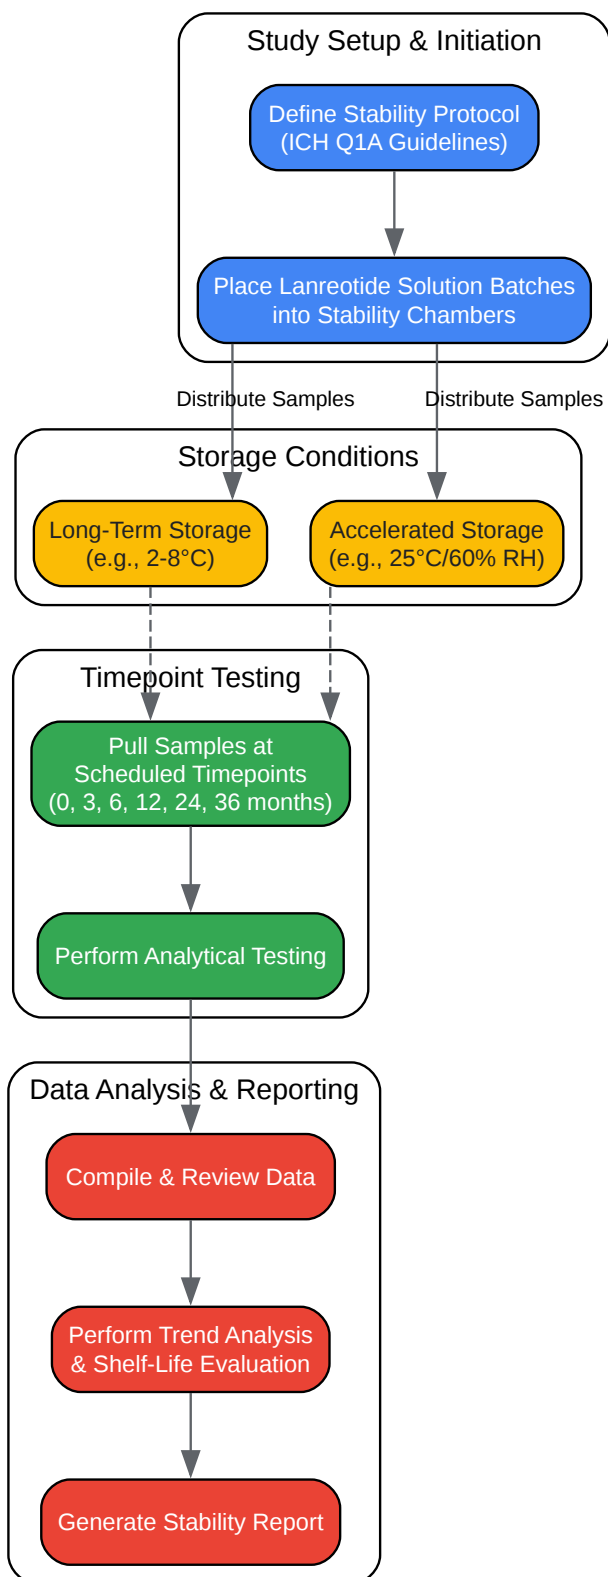 Study Setup & Initiation
Define Stability Protocol
(ICH Q1A Guidelines)
Place Lanreotide Solution Batches
into Stability Chambers
Distribute Samples
Distribute Samples
Storage Conditions
Long-Term Storage
(e.g., 2-8°C)
Accelerated Storage
(e.g., 25°C/60% RH)
Timepoint Testing
Pull Samples at
Scheduled Timepoints
(0, 3, 6, 12, 24, 36 months)
Perform Analytical Testing
Data Analysis & Reporting
Compile & Review Data
Perform Trend Analysis
& Shelf-Life Evaluation
Generate Stability Report